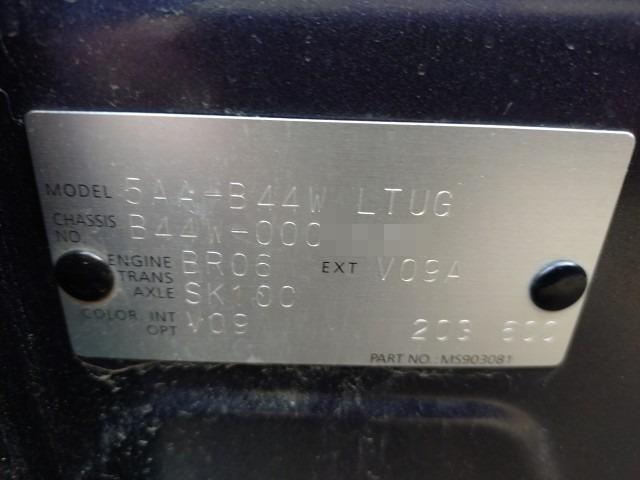 MODEL 5AA-B44W LTUG
CHASSIS NO. B44W-000
ENGINE BR06 EXT V09A
TRANS AXLE SK10C
COLOR, INT OPT V09 203 600
PART NO.: MS903081